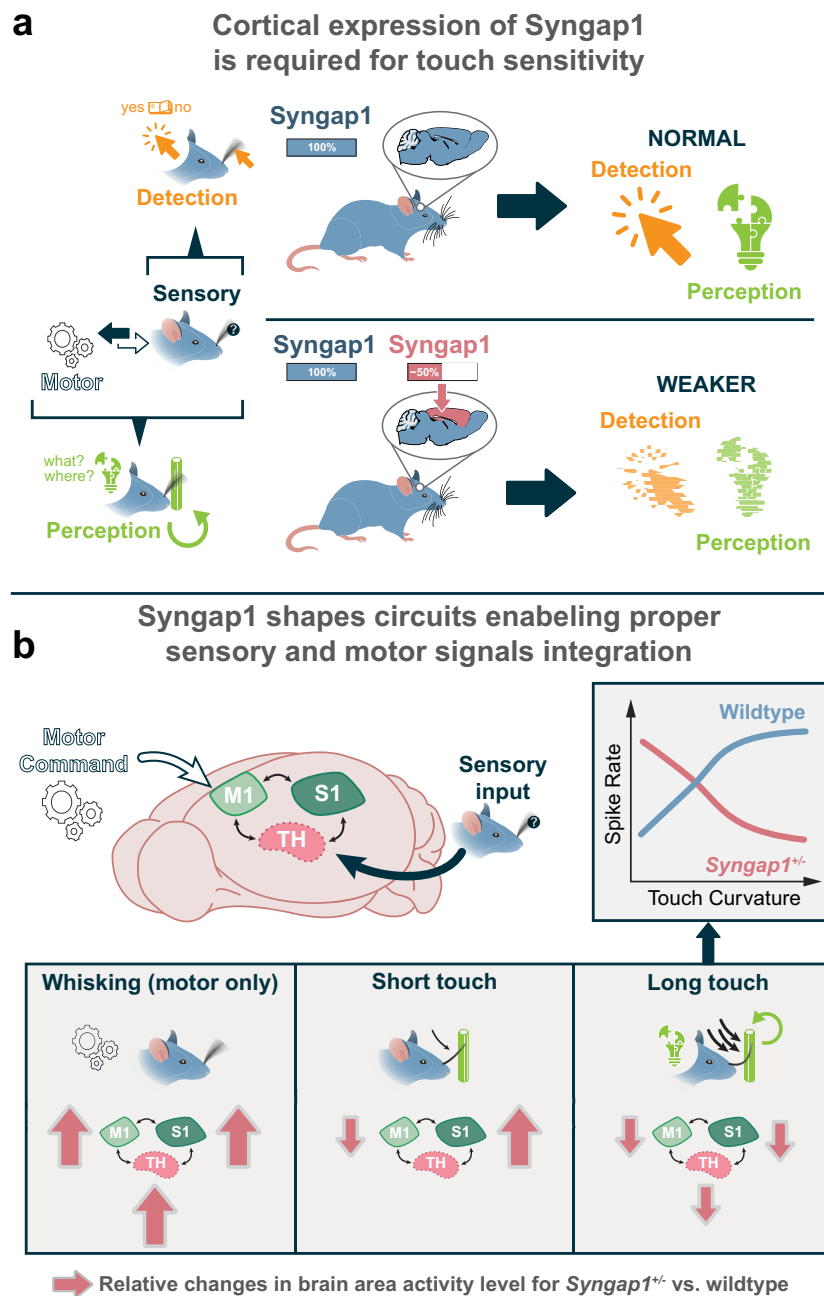 a
Cortical expression of Syngap1
is required for touch sensitivity
yes no
Detection
Syngap1
100%
NORMAL
Detection
Perception
Sensory
?
Motor
what?
where?
Perception
Syngap1 Syngap1
100% ~50%
WEAKER
Detection
Perception
b
Syngap1 shapes circuits enabeling proper
sensory and motor signals integration
Motor
Command
M1
S1
TH
Sensory
input
?
Spike Rate
Wildtype
Syngap1+/-
Touch Curvature
Whisking (motor only)
M1 S1
TH
Short touch
M1 S1
TH
Long touch
M1 S1
TH
Relative changes in brain area activity level for Syngap1+/- vs. wildtype